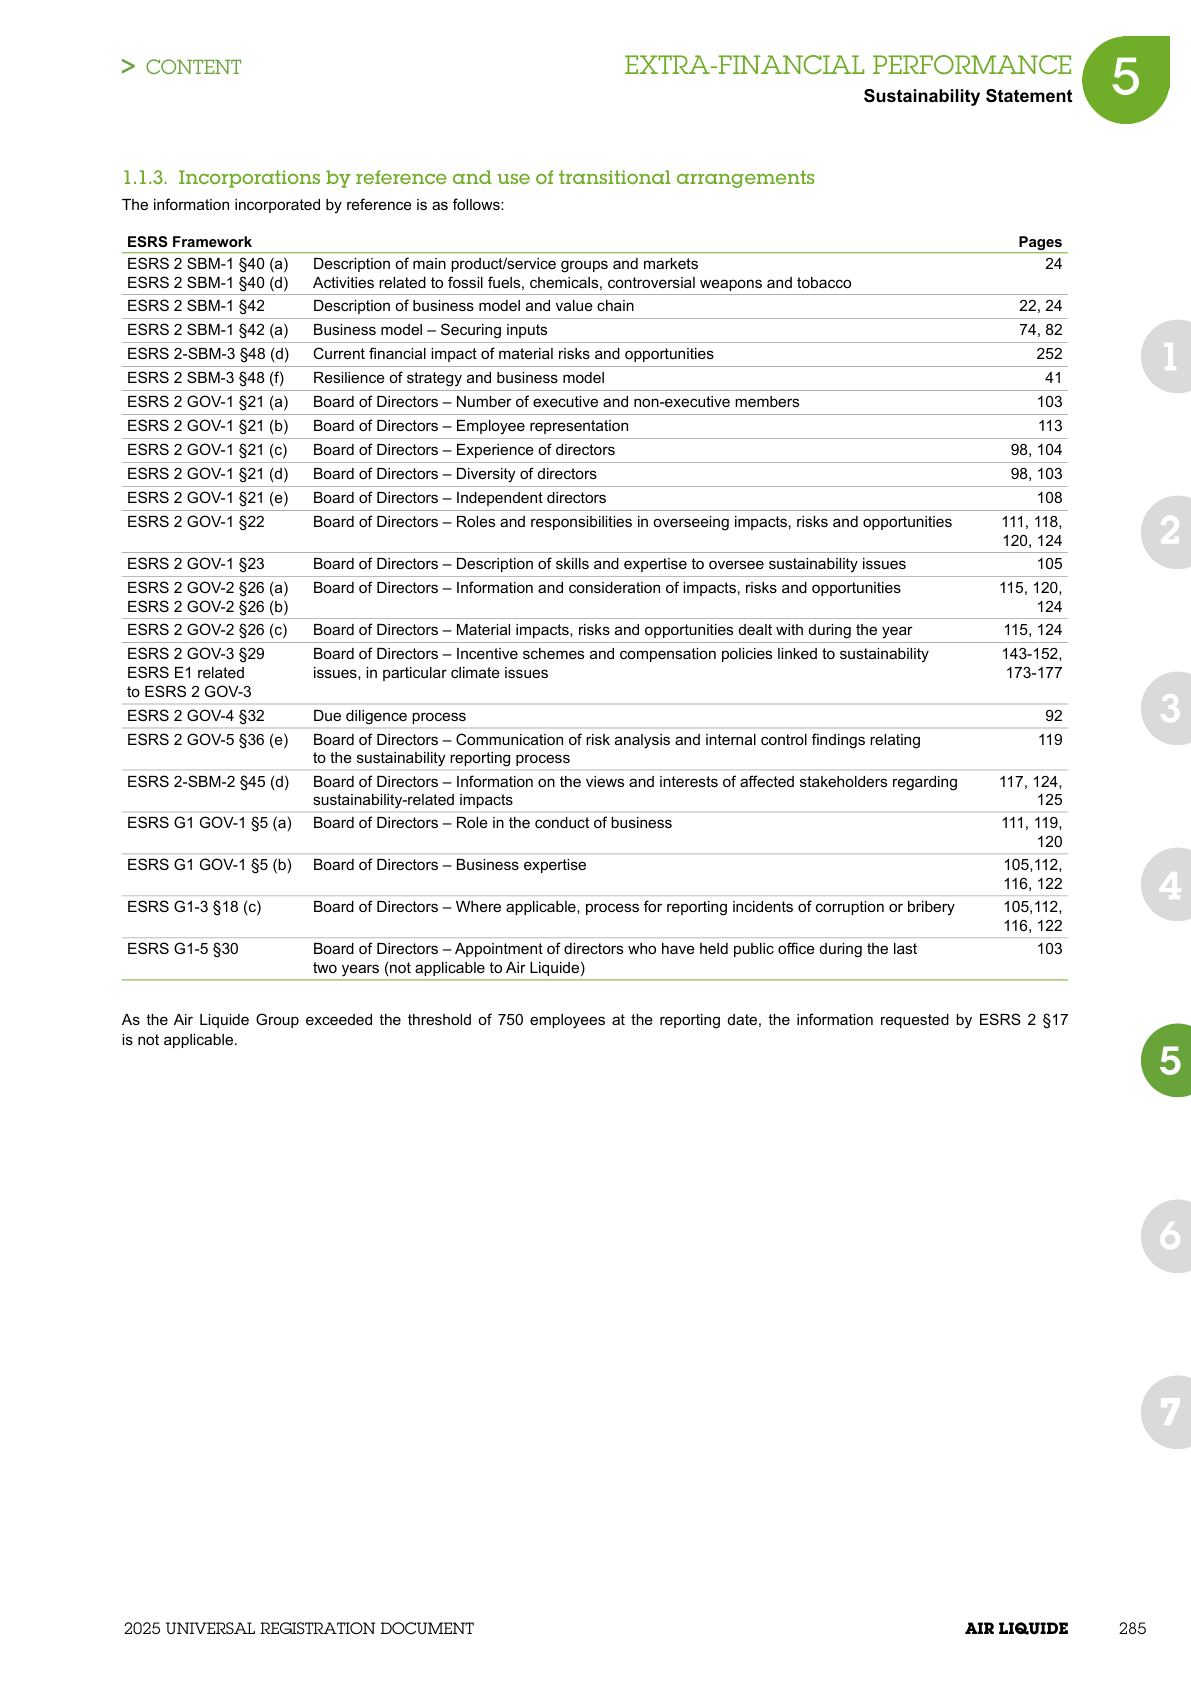 > CONTENT
EXTRA-FINANCIAL PERFORMANCE
Sustainability Statement
5
1.1.3. Incorporations by reference and use of transitional arrangements
The information incorporated by reference is as follows:
ESRS Framework Pages
ESRS 2 SBM-1 §40 (a) Description of main product/service groups and markets 24
ESRS 2 SBM-1 §40 (d) Activities related to fossil fuels, chemicals, controversial weapons and tobacco
ESRS 2 SBM-1 §42 Description of business model and value chain 22, 24
ESRS 2 SBM-1 §42 (a) Business model – Securing inputs 74, 82
ESRS 2-SBM-3 §48 (d) Current financial impact of material risks and opportunities 252
ESRS 2 SBM-3 §48 (f) Resilience of strategy and business model 41
ESRS 2 GOV-1 §21 (a) Board of Directors – Number of executive and non-executive members 103
ESRS 2 GOV-1 §21 (b) Board of Directors – Employee representation 113
ESRS 2 GOV-1 §21 (c) Board of Directors – Experience of directors 98, 104
ESRS 2 GOV-1 §21 (d) Board of Directors – Diversity of directors 98, 103
ESRS 2 GOV-1 §21 (e) Board of Directors – Independent directors 108
ESRS 2 GOV-1 §22 Board of Directors – Roles and responsibilities in overseeing impacts, risks and opportunities 111, 118,
120, 124
ESRS 2 GOV-1 §23 Board of Directors – Description of skills and expertise to oversee sustainability issues 105
ESRS 2 GOV-2 §26 (a) Board of Directors – Information and consideration of impacts, risks and opportunities 115, 120,
ESRS 2 GOV-2 §26 (b) 124
ESRS 2 GOV-2 §26 (c) Board of Directors – Material impacts, risks and opportunities dealt with during the year 115, 124
ESRS 2 GOV-3 §29 Board of Directors – Incentive schemes and compensation policies linked to sustainability 143-152,
ESRS E1 related issues, in particular climate issues 173-177
to ESRS 2 GOV-3
ESRS 2 GOV-4 §32 Due diligence process 92
ESRS 2 GOV-5 §36 (e) Board of Directors – Communication of risk analysis and internal control findings relating 119
to the sustainability reporting process
ESRS 2-SBM-2 §45 (d) Board of Directors – Information on the views and interests of affected stakeholders regarding 117, 124,
sustainability-related impacts 125
ESRS G1 GOV-1 §5 (a) Board of Directors – Role in the conduct of business 111, 119,
120
ESRS G1 GOV-1 §5 (b) Board of Directors – Business expertise 105,112,
116, 122
ESRS G1-3 §18 (c) Board of Directors – Where applicable, process for reporting incidents of corruption or bribery 105,112,
116, 122
ESRS G1-5 §30 Board of Directors – Appointment of directors who have held public office during the last 103
two years (not applicable to Air Liquide)
As the Air Liquide Group exceeded the threshold of 750 employees at the reporting date, the information requested by ESRS 2 §17
is not applicable.
1
2
3
4
5
6
7
2025 UNIVERSAL REGISTRATION DOCUMENT AIR LIQUIDE 285